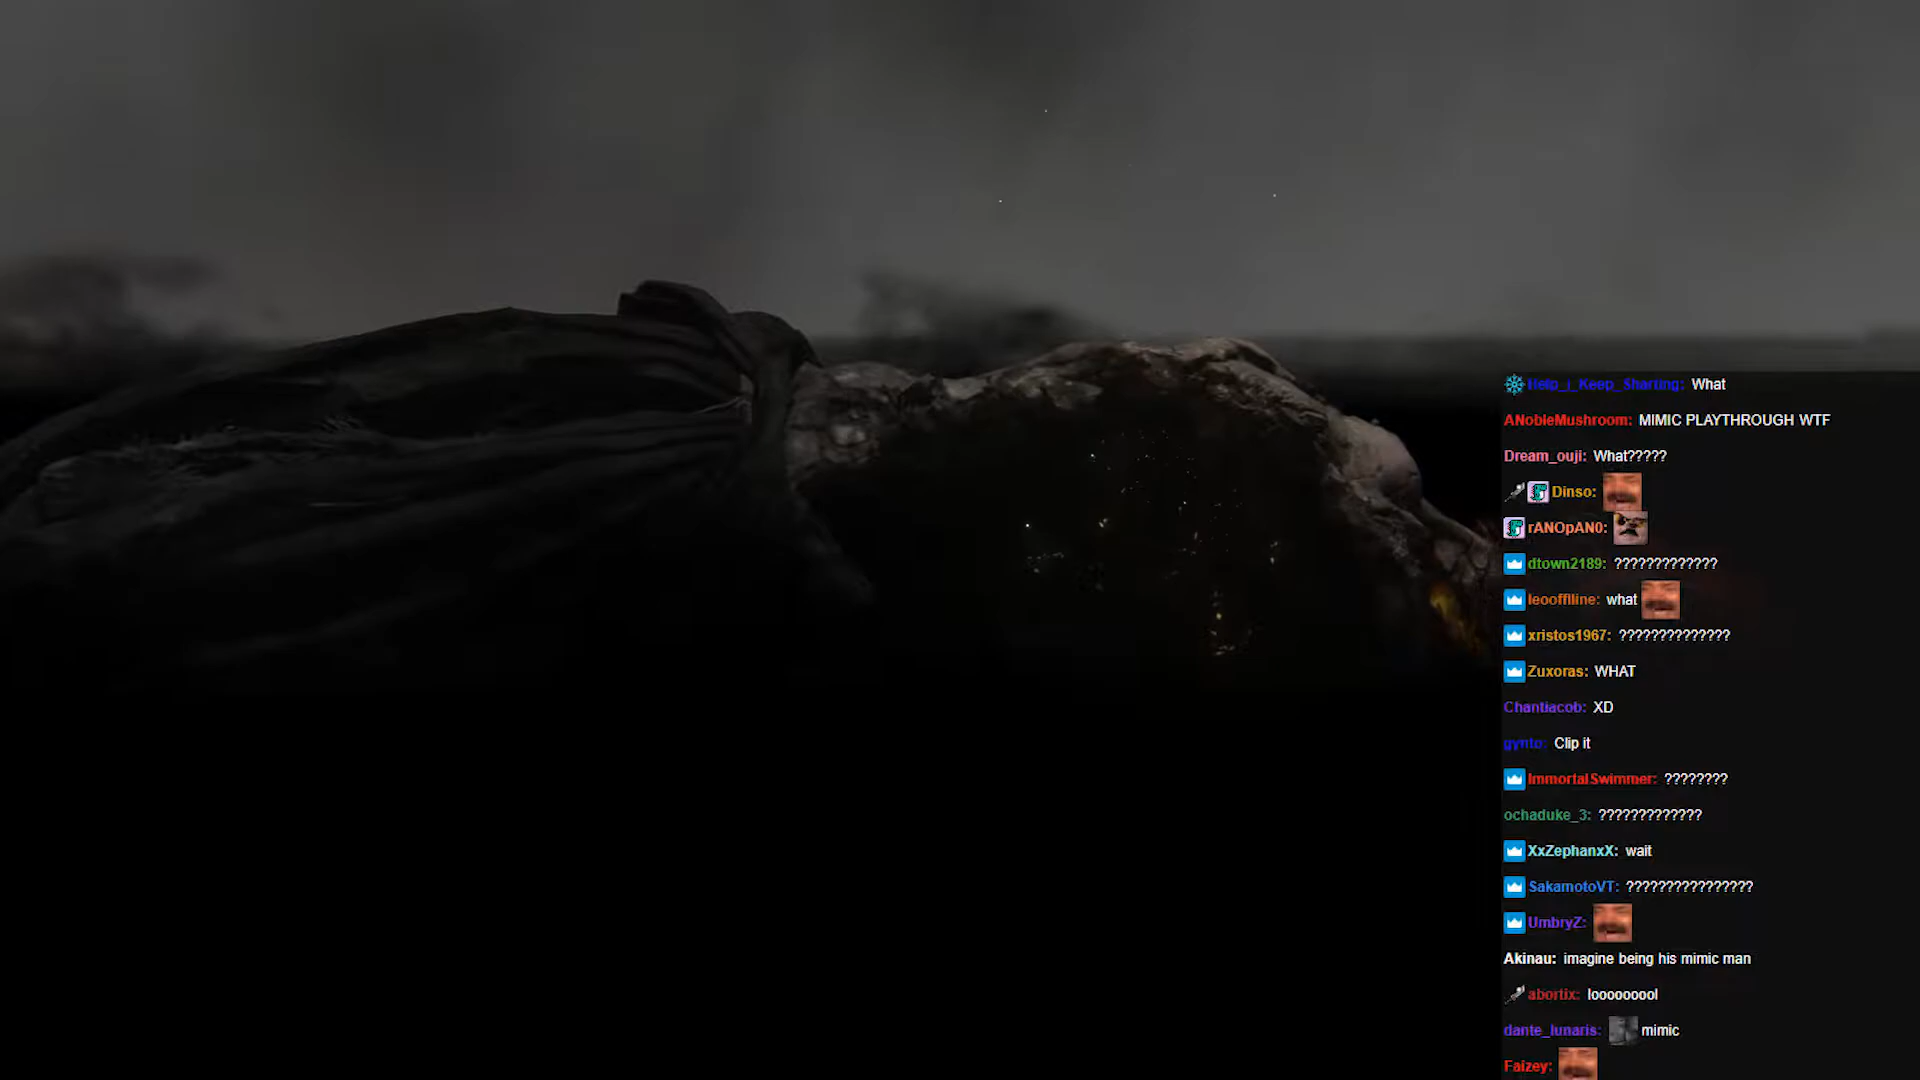 Help_i_Keep_Sharting: What
ANobleMushroom: MIMIC PLAYTHROUGH WTF
Dream_ouji: What?????
Dinso:
rANOpAN0:
dtown2189: ?????????????
leoofflline: what
xristos1967: ??????????????
Zuxoras: WHAT
Chantiacob: XD
gynto: Clip it
ImmortalSwimmer: ????????
ochaduke_3: ?????????????
XxZephanxX: wait
SakamotoVT: ????????????????
UmbryZ:
Akinau: imagine being his mimic man
abortix: looooooool
dante_lunaris: mimic
Faizey: